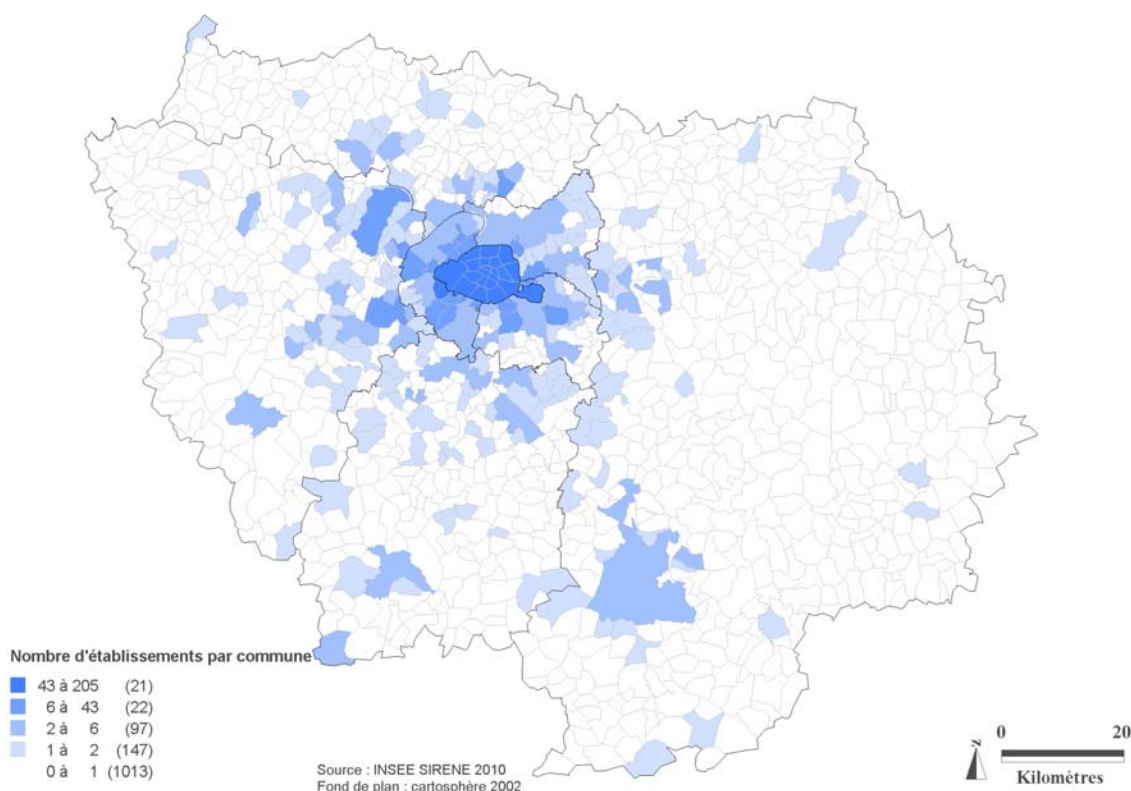 Nombre d'établissements par commune
43 à 205 (21)
6 à 43 (22)
2 à 6 (97)
1 à 2 (147)
0 à 1 (1013)
Source : INSEE SIRENE 2010
Fond de plan : cartosphère 2002
0 20
N
Kilomètres